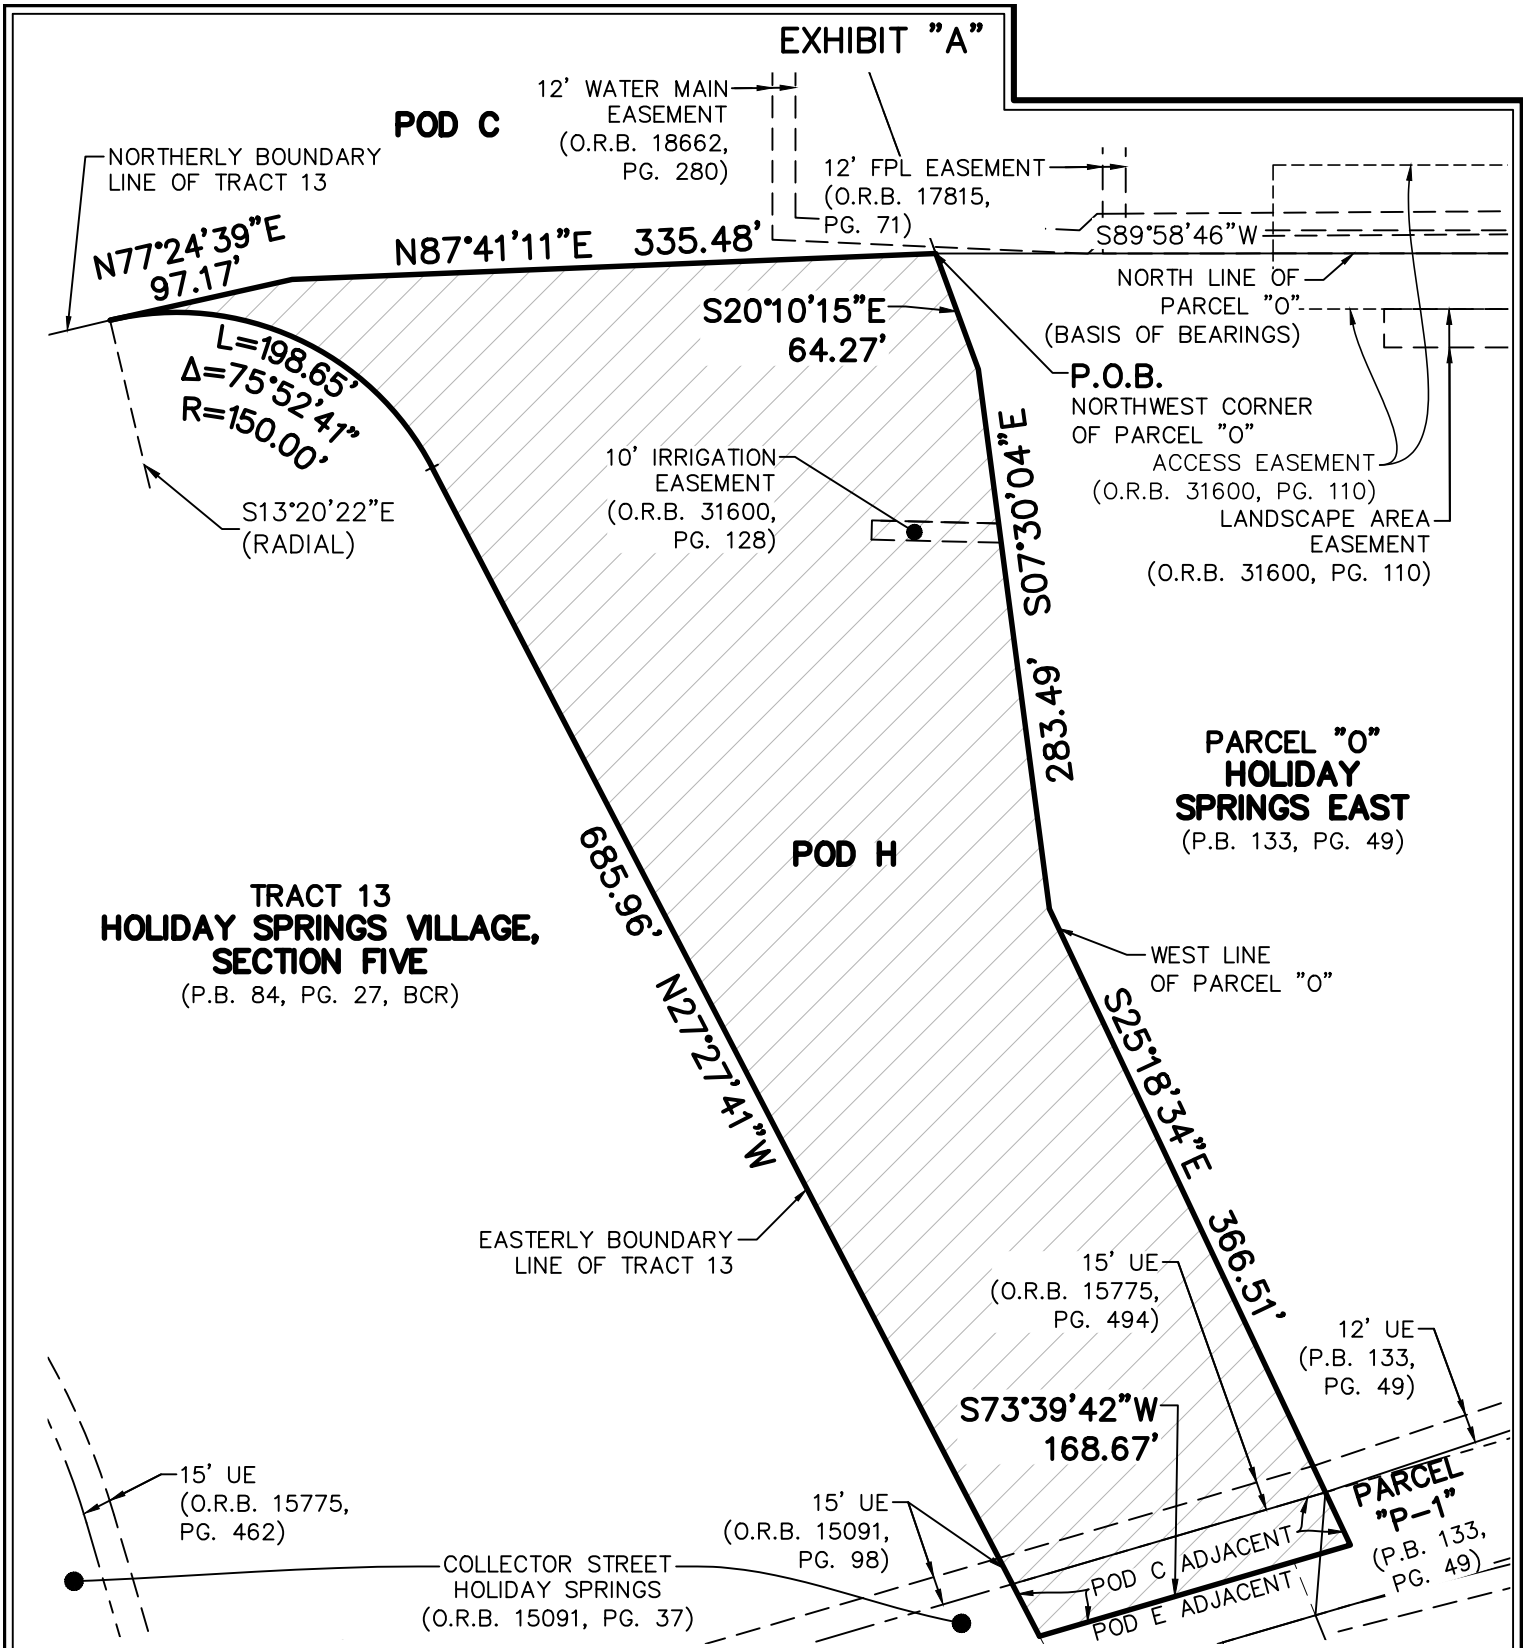 EXHIBIT "A"
POD C
12' WATER MAIN
EASEMENT
(O.R.B. 18662,
PG. 280)
NORTHERLY BOUNDARY
LINE OF TRACT 13
12' FPL EASEMENT
(O.R.B. 17815,
PG. 71)
N77°24'39"E
97.17'
N87°41'11"E 335.48'
S89°58'46"W
NORTH LINE OF
PARCEL "O"
(BASIS OF BEARINGS)
S20°10'15"E
64.27'
L=198.65'
Δ=75°52'41"
R=150.00'
P.O.B.
NORTHWEST CORNER
OF PARCEL "O"
ACCESS EASEMENT
(O.R.B. 31600, PG. 110)
LANDSCAPE AREA
EASEMENT
(O.R.B. 31600, PG. 110)
10' IRRIGATION
EASEMENT
(O.R.B. 31600,
PG. 128)
S13°20'22"E
(RADIAL)
283.49' S07°30'04"E
PARCEL "O"
HOLIDAY
SPRINGS EAST
(P.B. 133, PG. 49)
POD H
TRACT 13
HOLIDAY SPRINGS VILLAGE,
SECTION FIVE
(P.B. 84, PG. 27, BCR)
685.96' N27°27'41"W
WEST LINE
OF PARCEL "O"
S25°18'34"E 366.51'
EASTERLY BOUNDARY
LINE OF TRACT 13
15' UE
(O.R.B. 15775,
PG. 494)
12' UE
(P.B. 133,
PG. 49)
S73°39'42"W
168.67'
15' UE
(O.R.B. 15775,
PG. 462)
15' UE
(O.R.B. 15091,
PG. 98)
PARCEL
"P-1"
(P.B. 133,
PG. 49)
COLLECTOR STREET
HOLIDAY SPRINGS
(O.R.B. 15091, PG. 37)
POD C ADJACENT
POD E ADJACENT